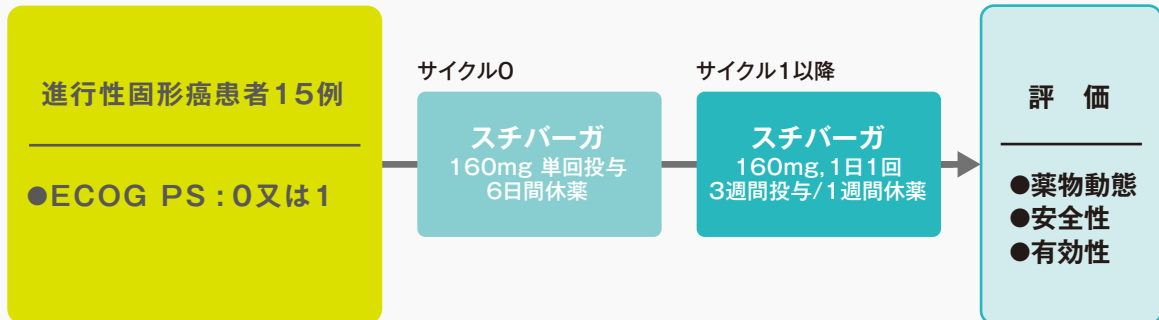 進行性固形癌患者15例
●ECOG PS:0又は1
サイクル0
スチバーガ
160mg 単回投与
6日間休薬
サイクル1以降
スチバーガ
160mg, 1日1回
3週間投与/1週間休薬
評 価
●薬物動態
●安全性
●有効性